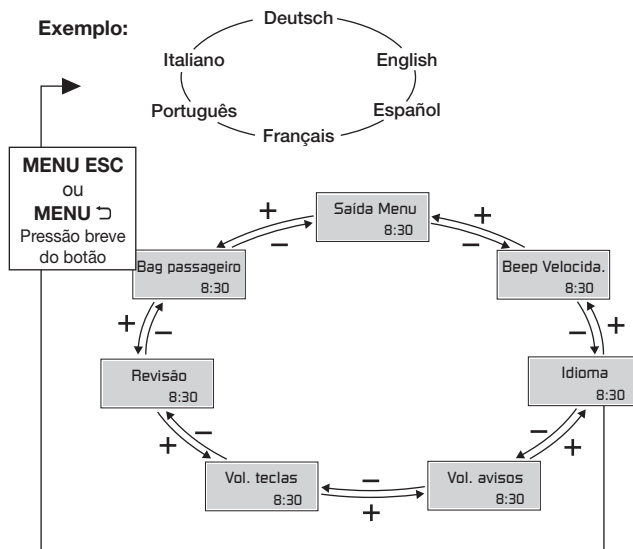 Exemplo:
Deutsch
Italiano
English
Português
Español
Français
MENU ESC
ou
MENU ⮌
Pressão breve
do botão
Saída Menu
8:30
+
−
+
−
Bag passageiro
8:30
Beep Velocida.
8:30
+
−
−
+
Revisão
8:30
Idioma
8:30
+
−
−
+
Vol. teclas
8:30
−
+
Vol. avisos
8:30